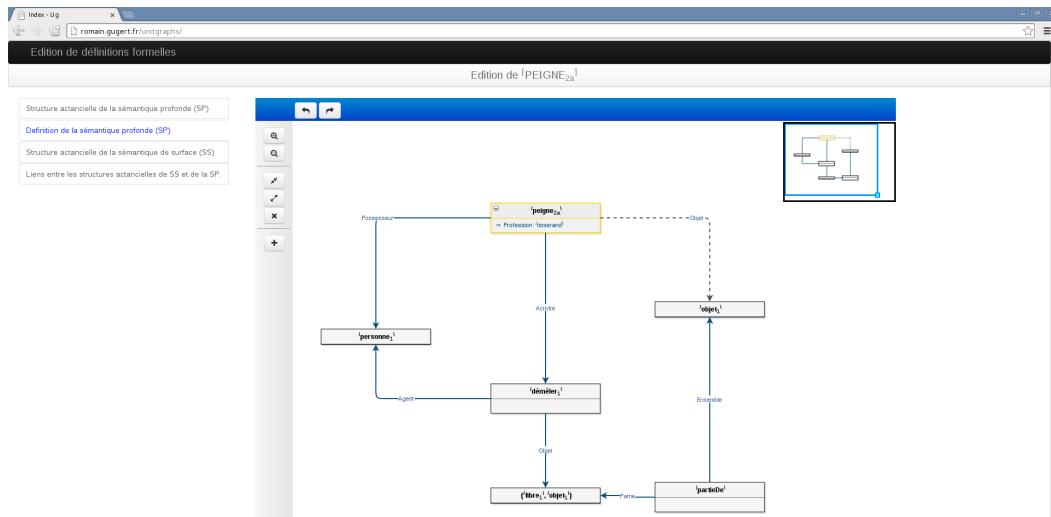 Index - Ug
romain.gugert.fr/unitgraphs/
Edition de définitions formelles
Edition de ⌈PEIGNE2a⌉
Structure actancielle de la sémantique profonde (SP)
Definition de la sémantique profonde (SP)
Structure actancielle de la sémantique de surface (SS)
Liens entre les structures actancielles de SS et de la SP.
⌈peigne2a⌉
Possesseur
Objet
⇒ Profession:⌈tisserand⌉
Activité
⌈objet1⌉
⌈personne1⌉
⌈démêler1⌉
Agent
Ensemble
Objet
⌈partieDe⌉
{⌈fibre1⌉, ⌈objet1⌉}
Partie